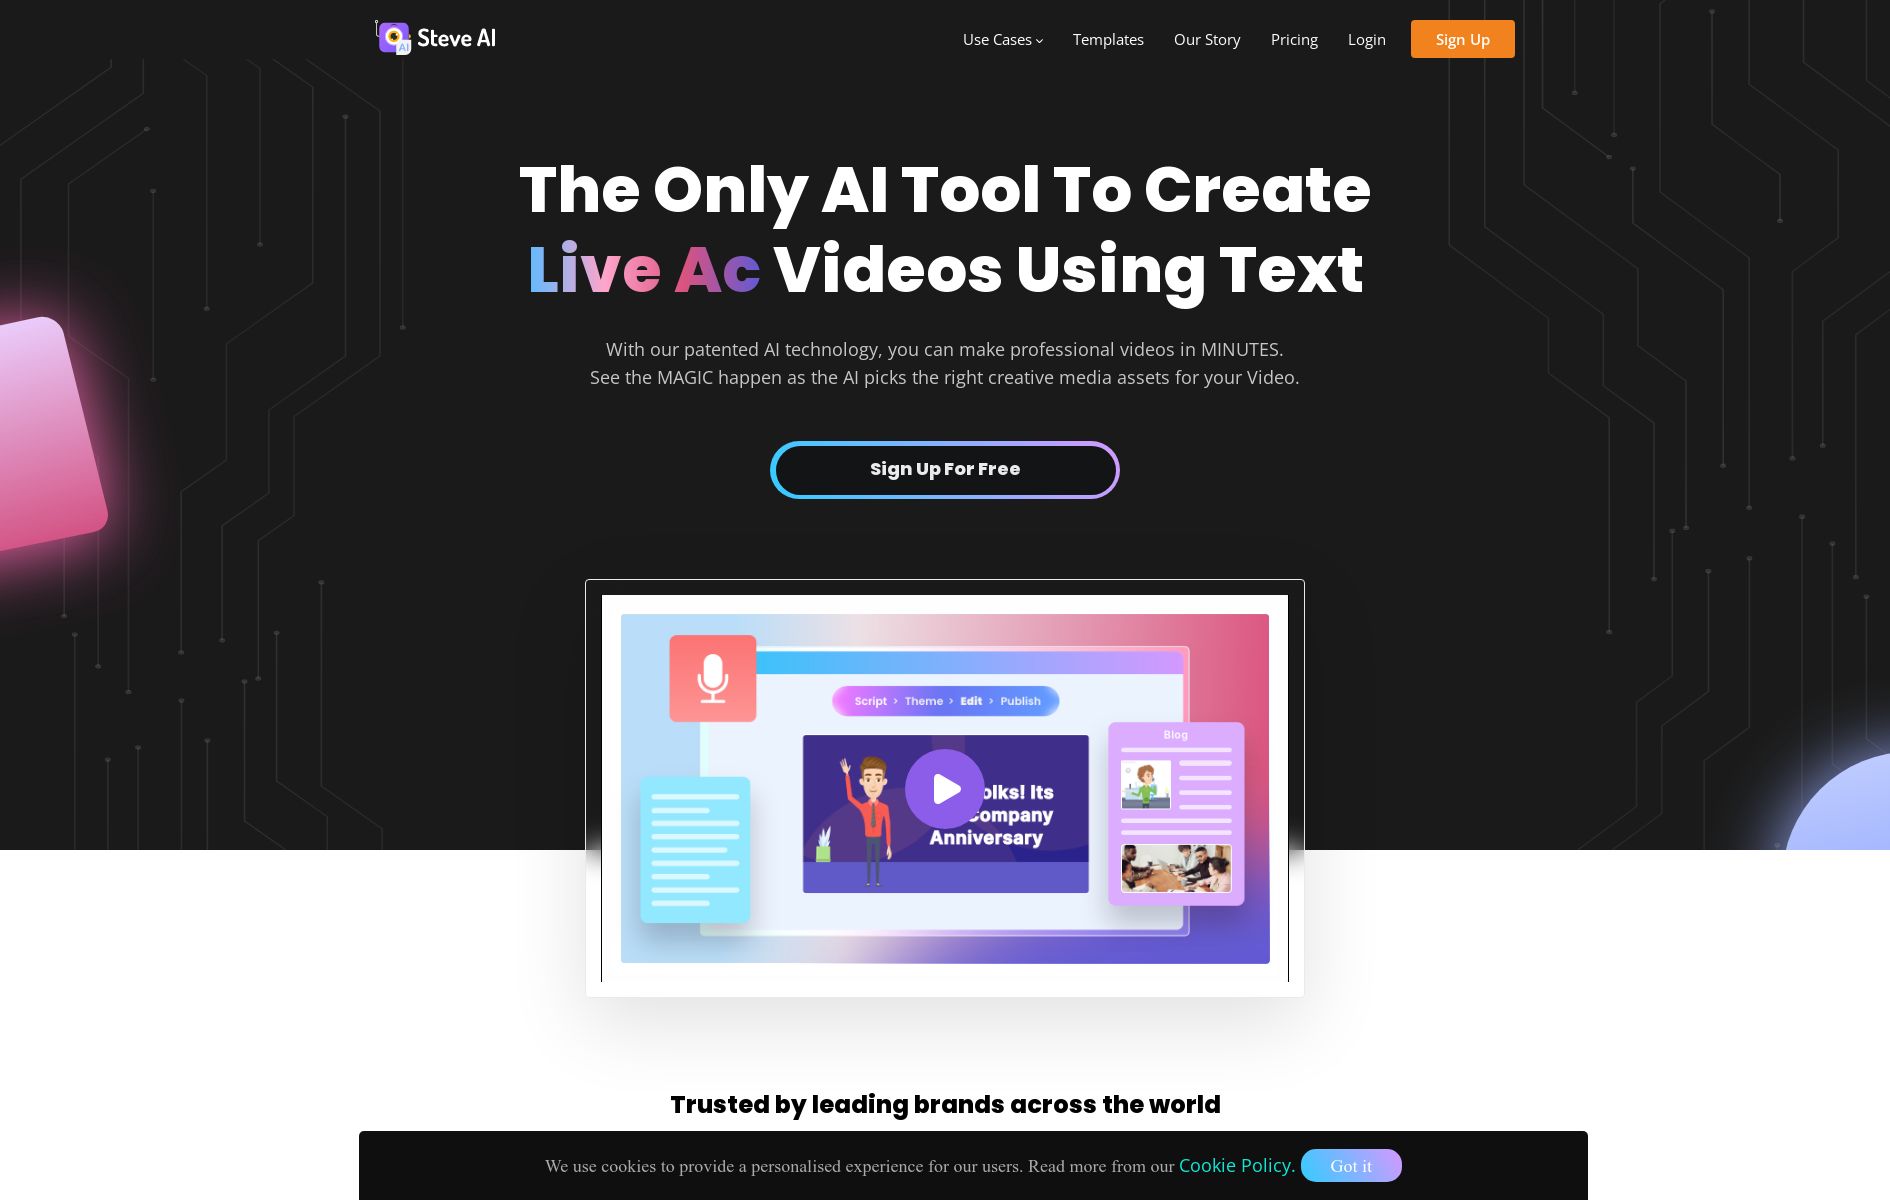 AI
Steve AI
Use Cases
Templates
Our Story
Pricing
Login
Sign Up
The Only AI Tool To Create
Live Ac Videos Using Text
With our patented AI technology, you can make professional videos in MINUTES.
See the MAGIC happen as the AI picks the right creative media assets for your Video.
Sign Up For Free
Script > Theme > Edit > Publish
Blog
olks! Its
ompany
Anniversary
Trusted by leading brands across the world
We use cookies to provide a personalised experience for our users. Read more from our Cookie Policy. Got it